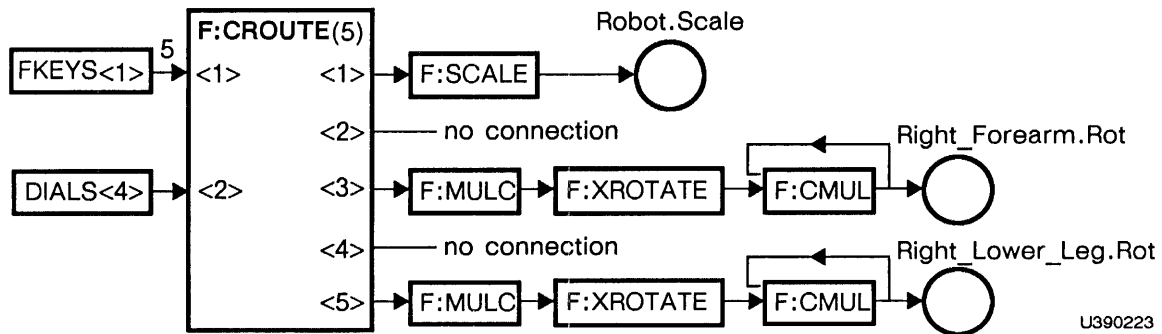 Robot.Scale
F:CROUTE(5)
5
FKEYS<1>
<1>
<1>
F:SCALE
<2>
no connection
Right_Forearm.Rot
DIALS<4>
<2>
<3>
F:MULC
F:XROTATE
F:CMUL
<4>
no connection
Right_Lower_Leg.Rot
<5>
F:MULC
F:XROTATE
F:CMUL
U390223